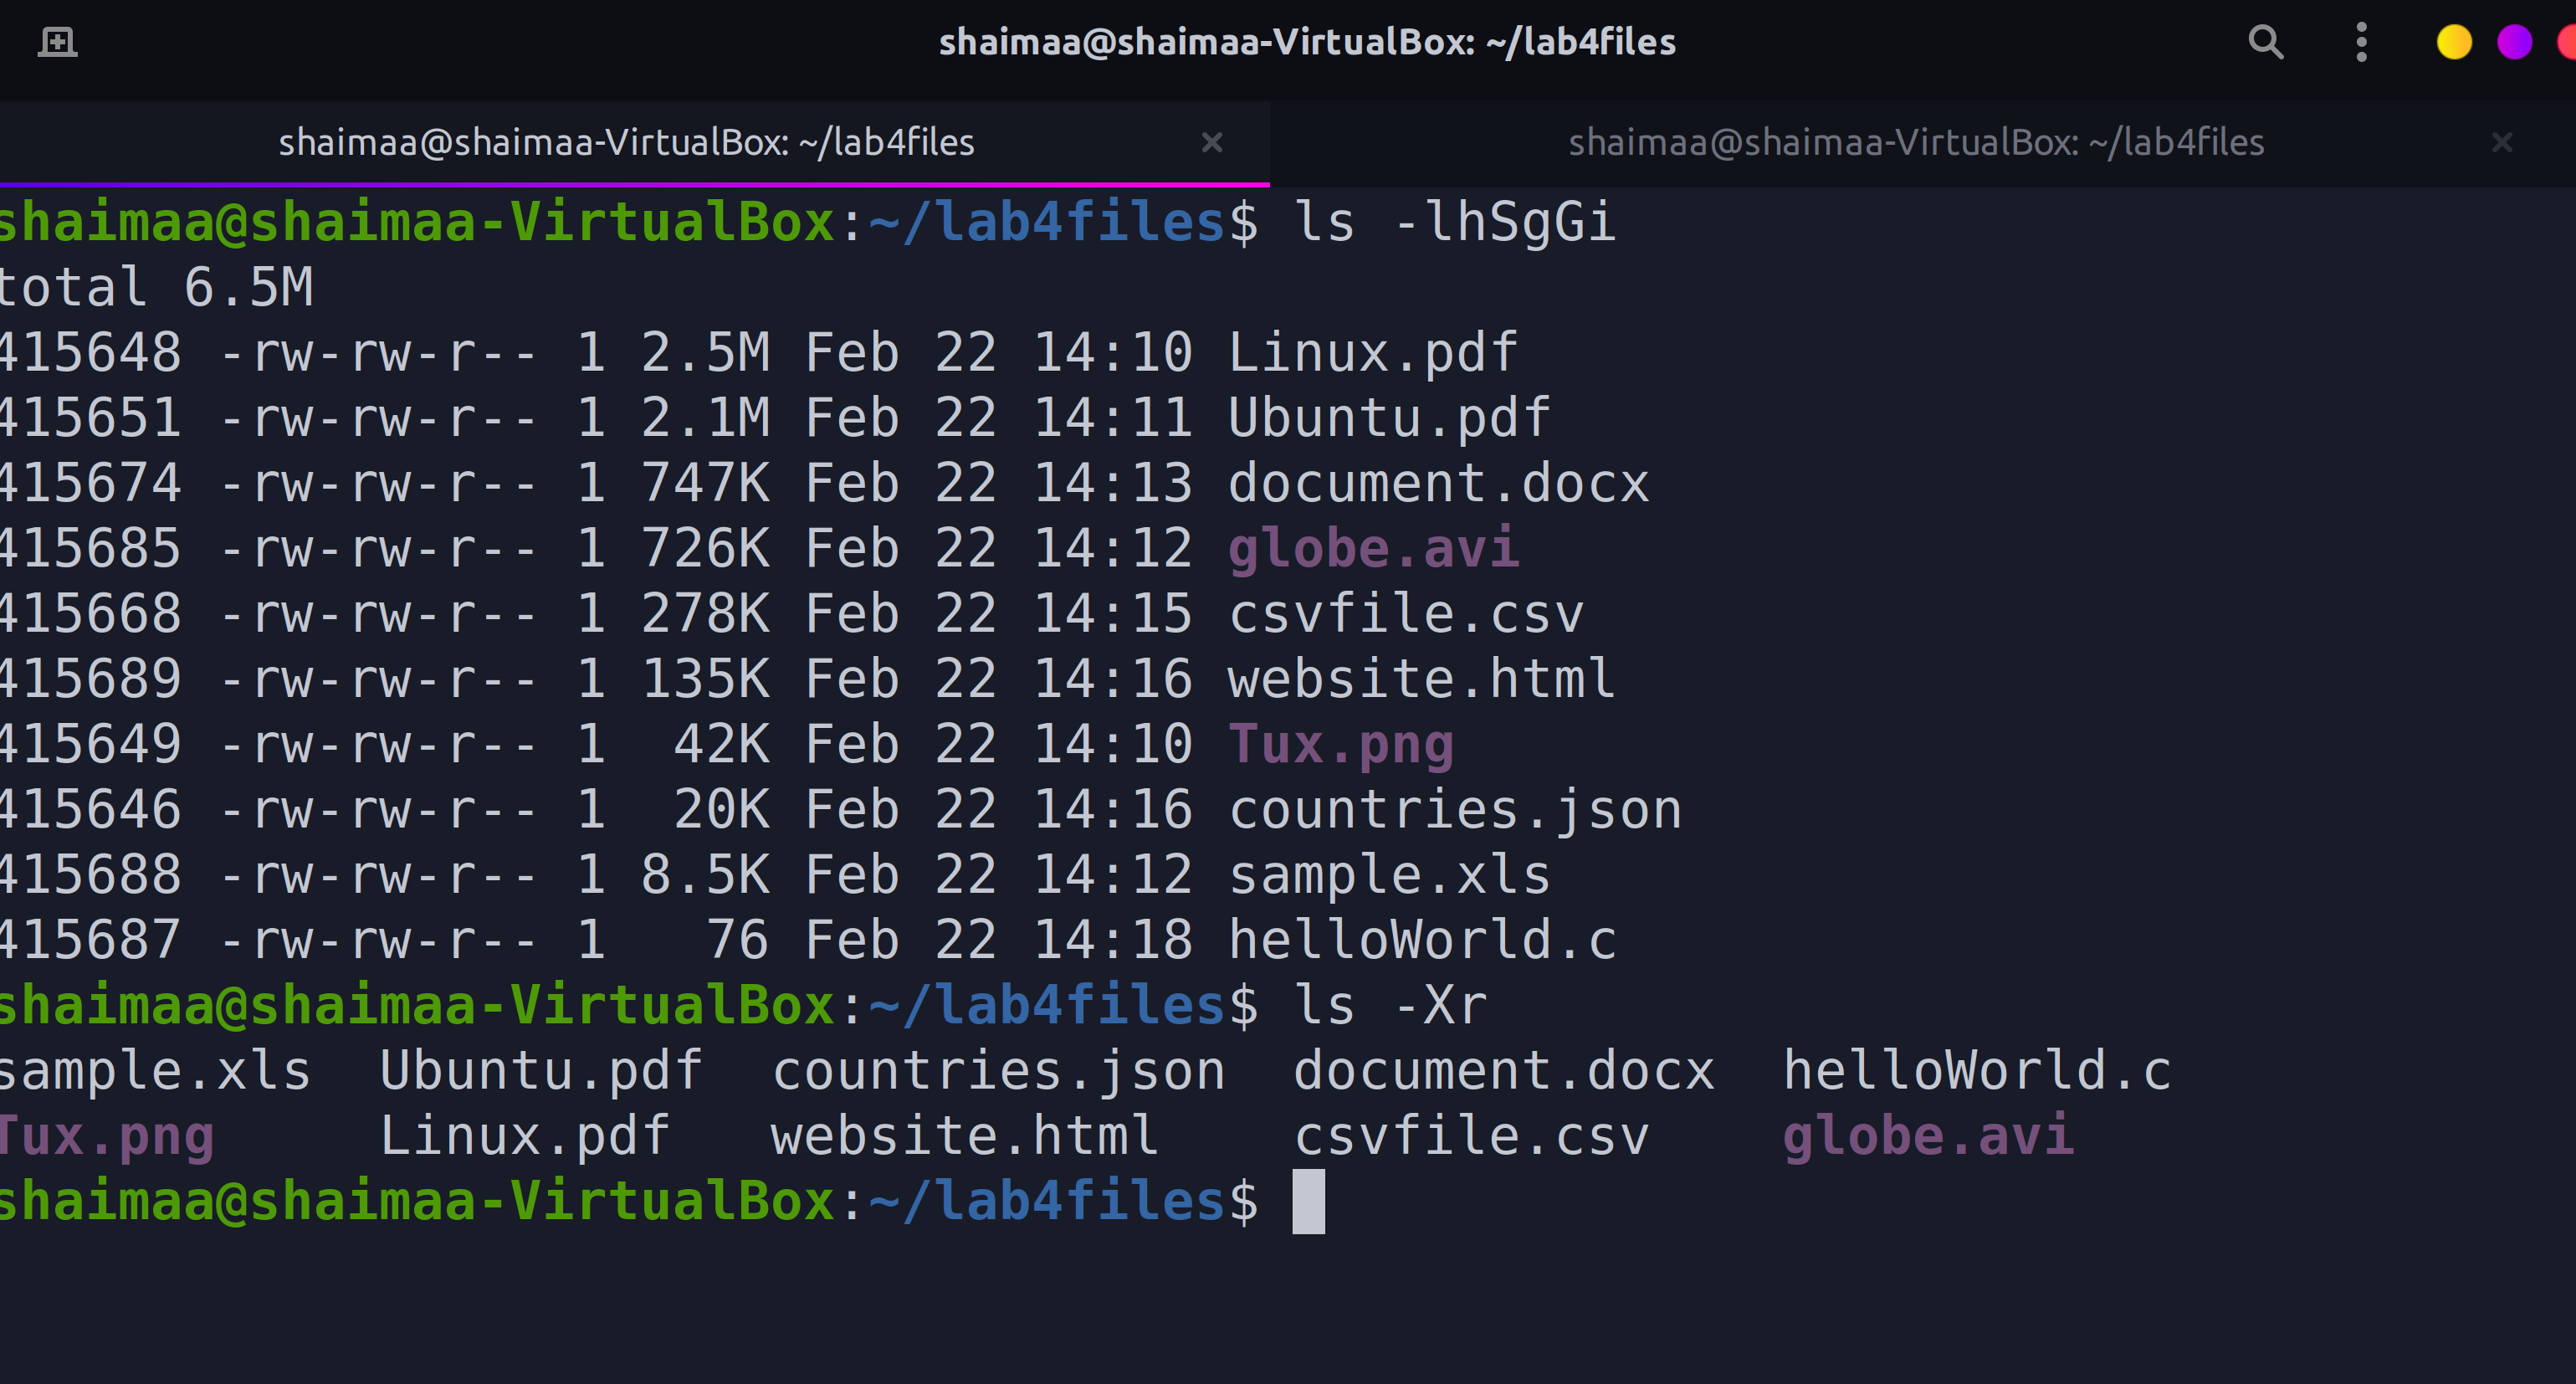 shaimaa@shaimaa-VirtualBox: ~/lab4files
shaimaa@shaimaa-VirtualBox: ~/lab4files
shaimaa@shaimaa-VirtualBox: ~/lab4files
shaimaa@shaimaa-VirtualBox:~/lab4files$ ls -lhSgGi
total 6.5M
415648 -rw-rw-r-- 1 2.5M Feb 22 14:10 Linux.pdf
415651 -rw-rw-r-- 1 2.1M Feb 22 14:11 Ubuntu.pdf
415674 -rw-rw-r-- 1 747K Feb 22 14:13 document.docx
415685 -rw-rw-r-- 1 726K Feb 22 14:12 globe.avi
415668 -rw-rw-r-- 1 278K Feb 22 14:15 csvfile.csv
415689 -rw-rw-r-- 1 135K Feb 22 14:16 website.html
415649 -rw-rw-r-- 1  42K Feb 22 14:10 Tux.png
415646 -rw-rw-r-- 1  20K Feb 22 14:16 countries.json
415688 -rw-rw-r-- 1 8.5K Feb 22 14:12 sample.xls
415687 -rw-rw-r-- 1   76 Feb 22 14:18 helloWorld.c
shaimaa@shaimaa-VirtualBox:~/lab4files$ ls -Xr
sample.xls  Ubuntu.pdf  countries.json  document.docx  helloWorld.c
Tux.png     Linux.pdf   website.html    csvfile.csv    globe.avi
shaimaa@shaimaa-VirtualBox:~/lab4files$